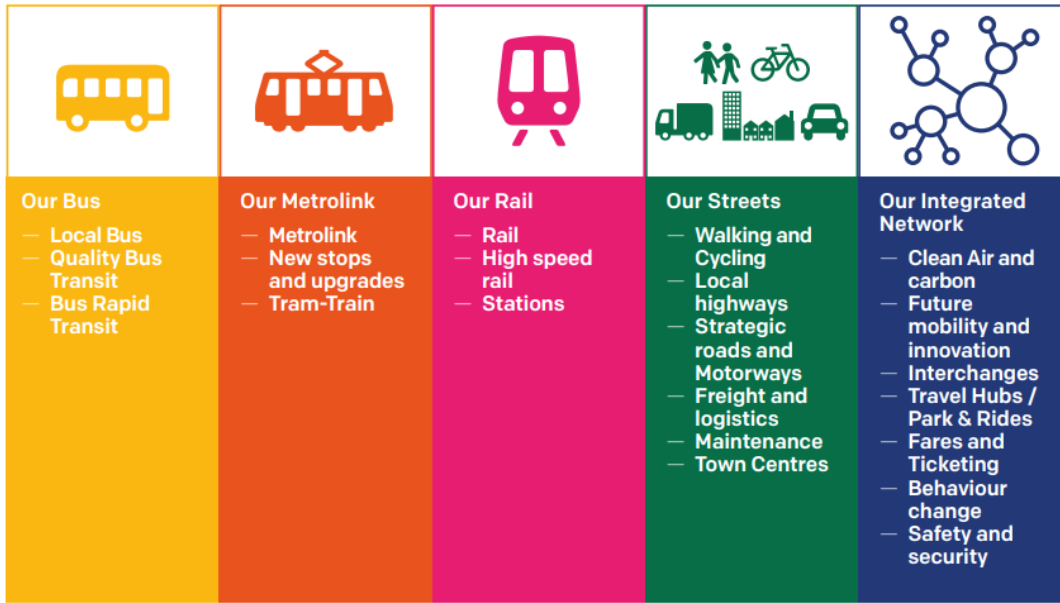 Our Bus
— Local Bus
— Quality Bus
Transit
— Bus Rapid
Transit
Our Metrolink
— Metrolink
— New stops
and upgrades
— Tram-Train
Our Rail
— Rail
— High speed
rail
— Stations
Our Streets
— Walking and
Cycling
— Local
highways
— Strategic
roads and
Motorways
— Freight and
logistics
— Maintenance
— Town Centres
Our Integrated
Network
— Clean Air and
carbon
— Future
mobility and
innovation
— Interchanges
— Travel Hubs /
Park & Rides
— Fares and
Ticketing
— Behaviour
change
— Safety and
security